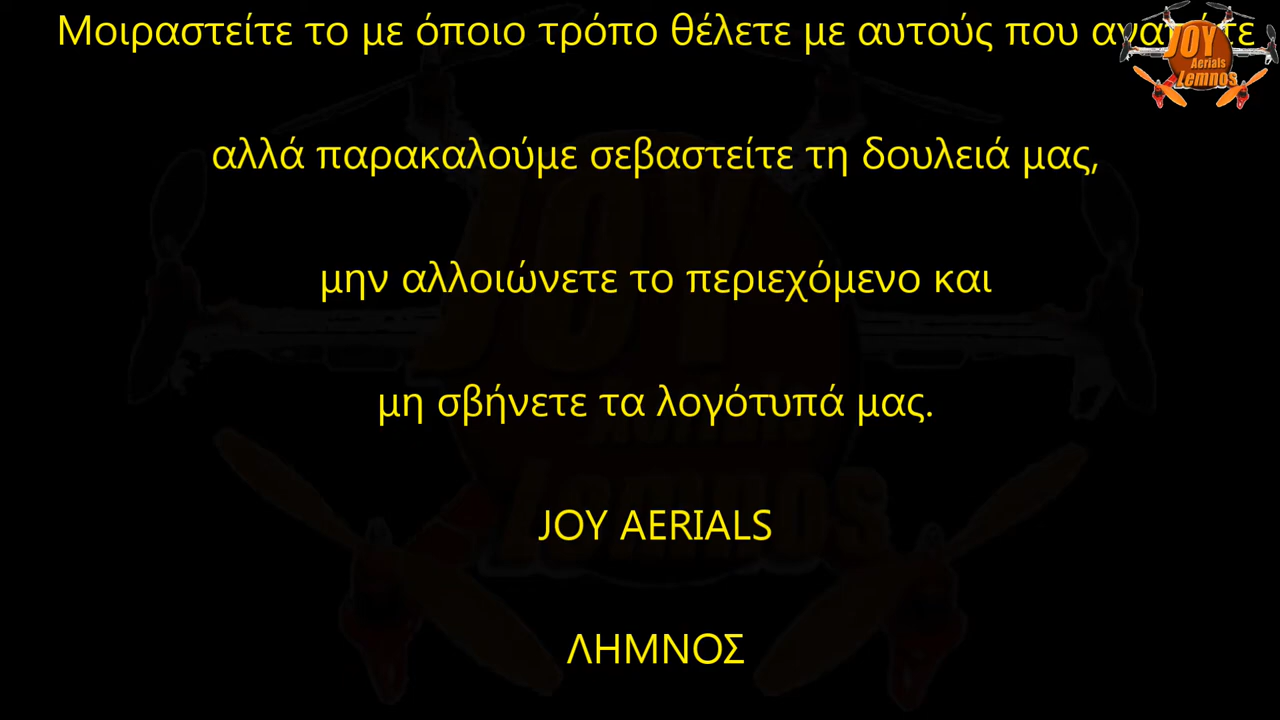 Μοιραστείτε το με όποιο τρόπο θέλετε με αυτούς που
αλλά παρακαλούμε σεβαστείτε τη δουλειά μας,
μην αλλοιώνετε το περιεχόμενο και
μη σβήνετε τα λογότυπά μας.
JOY AERIALS
ΛΗΜΝΟΣ
JOY
Aerials
Lemnos